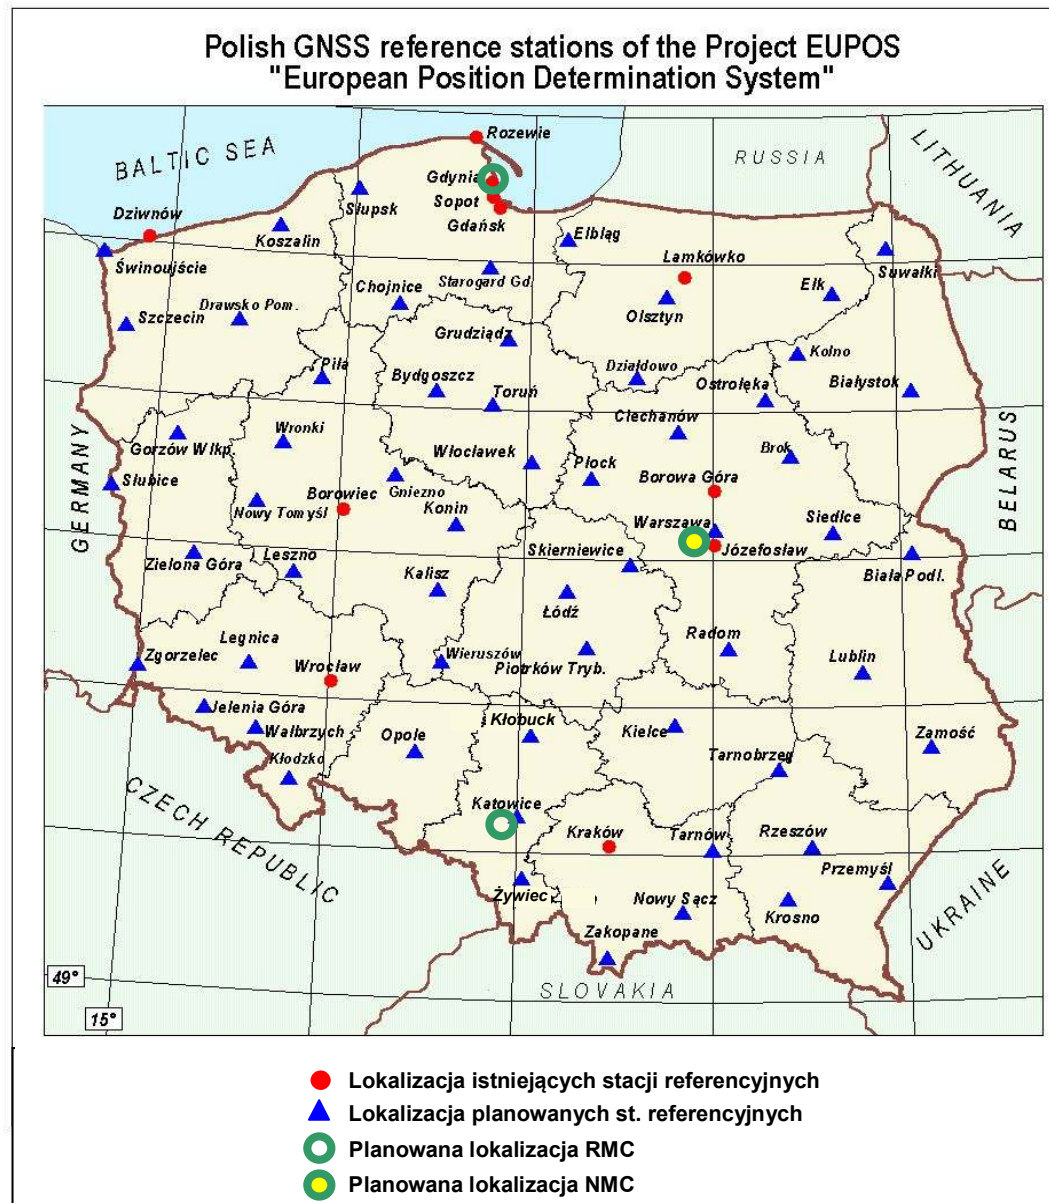 Polish GNSS reference stations of the Project EUPOS
"European Position Determination System"
BALTIC SEA
RUSSIA
LITHUANIA
Rozewie
Gdynia
Sopot
Gdańsk
Słupsk
Dziwnów
Koszalin
Świnoujście
Elbląg
Lamkówko
Suwałki
Starogard Gd.
Chojnice
Ełk
Olsztyn
Drawsko Pom.
Szczecin
Grudziądz
Kolno
Piła
Bydgoszcz
Toruń
Działdowo
Ostrołęka
Białystok
Ciechanów
Gorzów Wlkp.
Wronki
Włocławek
Płock
Brok
GERMANY
BELARUS
Słubice
Borowiec
Gniezno
Borowa Góra
Nowy Tomyśl
Konin
Warszawa
Siedlce
Skierniewice
Józefosław
Zielona Góra
Leszno
Kalisz
Biała Podl.
Łódź
Legnica
Radom
Zgorzelec
Wrocław
Wieruszów
Piotrków Tryb.
Lublin
Jelenia Góra
Kłobuck
Wałbrzych
Opole
Kielce
Zamość
Kłodzko
Tarnobrzeg
CZECH REPUBLIC
Katowice
Kraków
Tarnów
Rzeszów
Przemyśl
Żywiec
Nowy Sącz
Krosno
UKRAINE
Zakopane
49°
SLOVAKIA
15°
Lokalizacja istniejących stacji referencyjnych
Lokalizacja planowanych st. referencyjnych
Planowana lokalizacja RMC
Planowana lokalizacja NMC